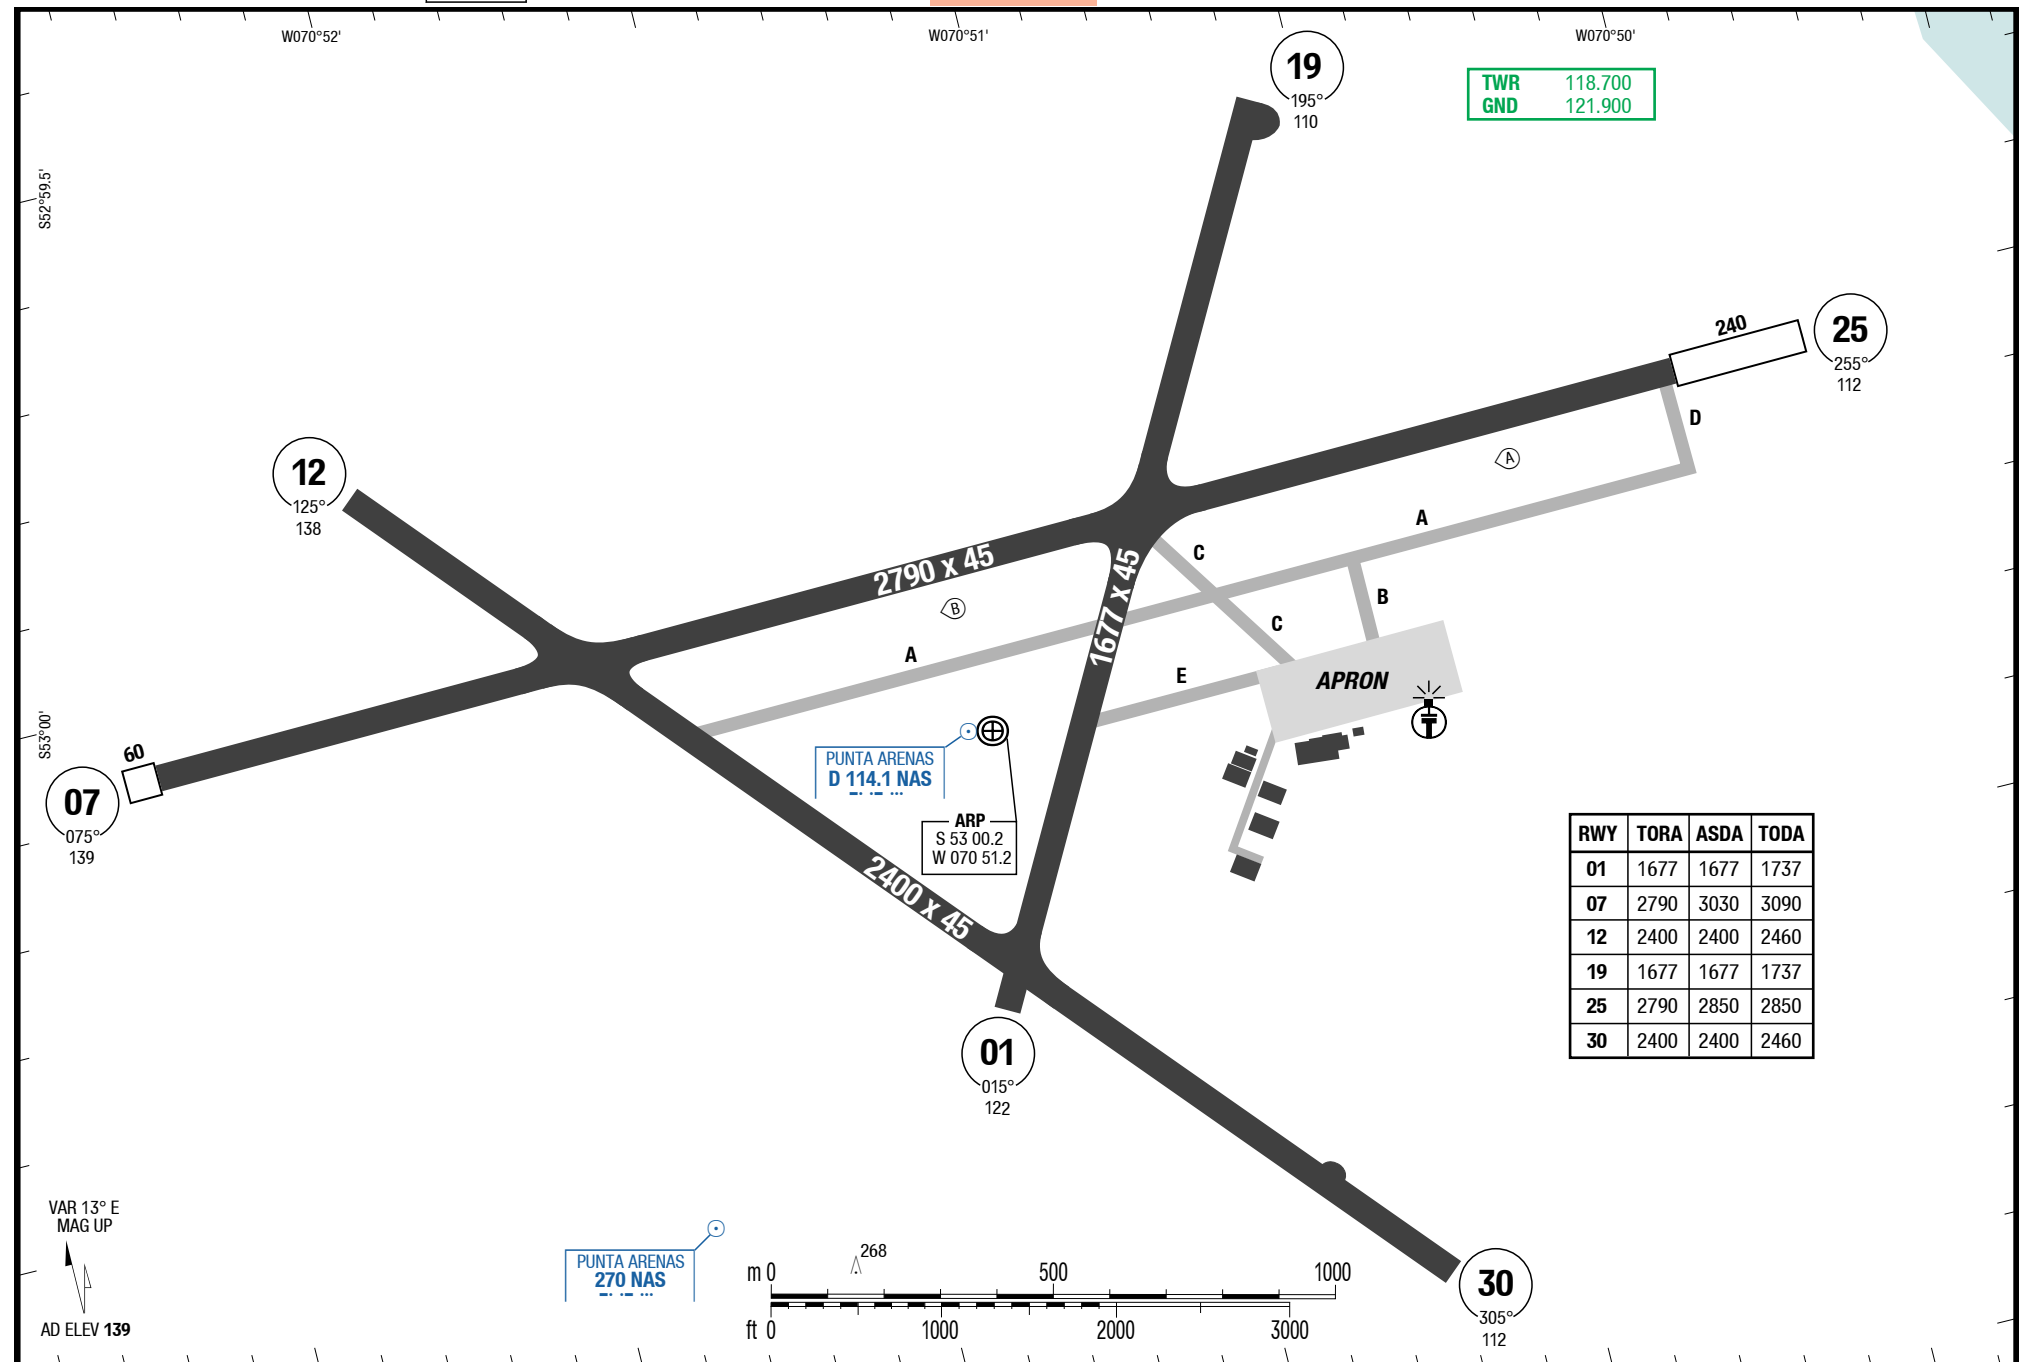 W070°52'
W070°51'
W070°50'
19
195°
110
TWR 118.700
GND 121.900
S52°59.5'
240
25
255°
112
D
A
12
125°
138
A
C
2790 x 45
1677 x 45
B
B
C
A
E
APRON
S53°00'
60
07
075°
139
PUNTA ARENAS
D 114.1 NAS
ARP
S 53 00.2
W 070 51.2
2400 x 45
RWY TORA ASDA TODA
01 1677 1677 1737
07 2790 3030 3090
12 2400 2400 2460
19 1677 1677 1737
25 2790 2850 2850
30 2400 2400 2460
01
015°
122
VAR 13° E
MAG UP
AD ELEV 139
PUNTA ARENAS
270 NAS
268
m 0 500 1000
ft 0 1000 2000 3000
30
305°
112